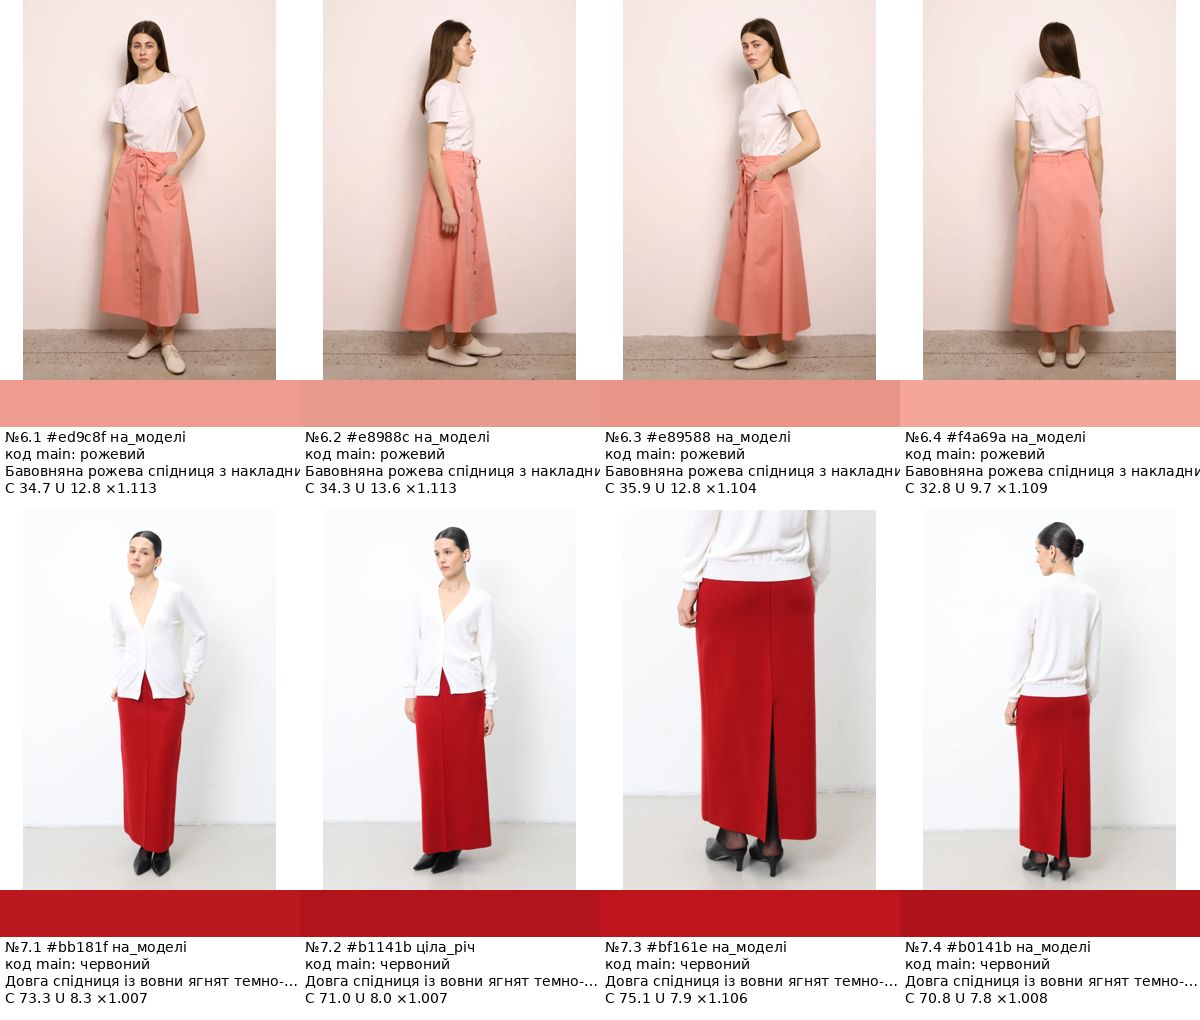 №6.1 #ed9c8f на_моделі
код main: рожевий
Бавовняна рожева спідниця з накладни
C 34.7 U 12.8 ×1.113
№6.2 #e8988c на_моделі
код main: рожевий
Бавовняна рожева спідниця з накладни
C 34.3 U 13.6 ×1.113
№6.3 #e89588 на_моделі
код main: рожевий
Бавовняна рожева спідниця з накладни
C 35.9 U 12.8 ×1.104
№6.4 #f4a69a на_моделі
код main: рожевий
Бавовняна рожева спідниця з накладни
C 32.8 U 9.7 ×1.109
№7.1 #bb181f на_моделі
код main: червоний
Довга спідниця із вовни ягнят темно-...
C 73.3 U 8.3 ×1.007
№7.2 #b1141b ціла_річ
код main: червоний
Довга спідниця із вовни ягнят темно-...
C 71.0 U 8.0 ×1.007
№7.3 #bf161e на_моделі
код main: червоний
Довга спідниця із вовни ягнят темно-...
C 75.1 U 7.9 ×1.106
№7.4 #b0141b на_моделі
код main: червоний
Довга спідниця із вовни ягнят темно-...
C 70.8 U 7.8 ×1.008